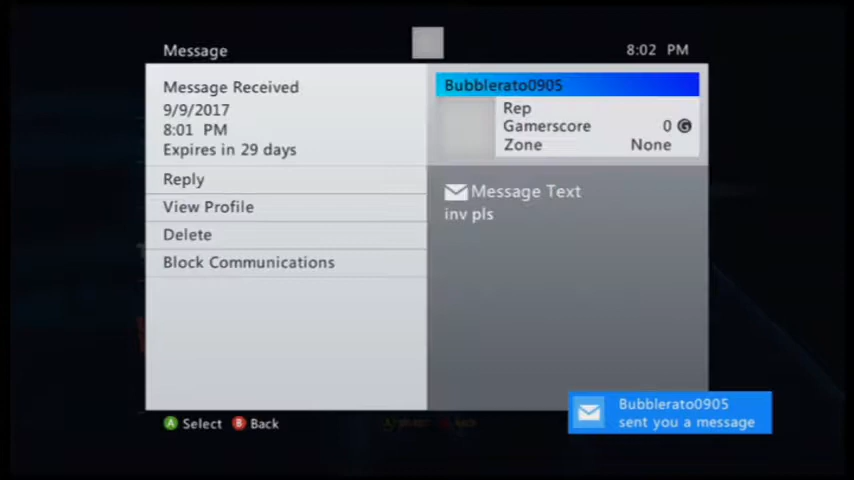 Message
8:02 PM
Message Received
9/9/2017
8:01 PM
Expires in 29 days
Reply
View Profile
Delete
Block Communications
Bubblerato0905
Rep
Gamerscore 0 G
Zone None
Message Text
inv pls
Select Back
A B
Bubblerato0905
sent you a message